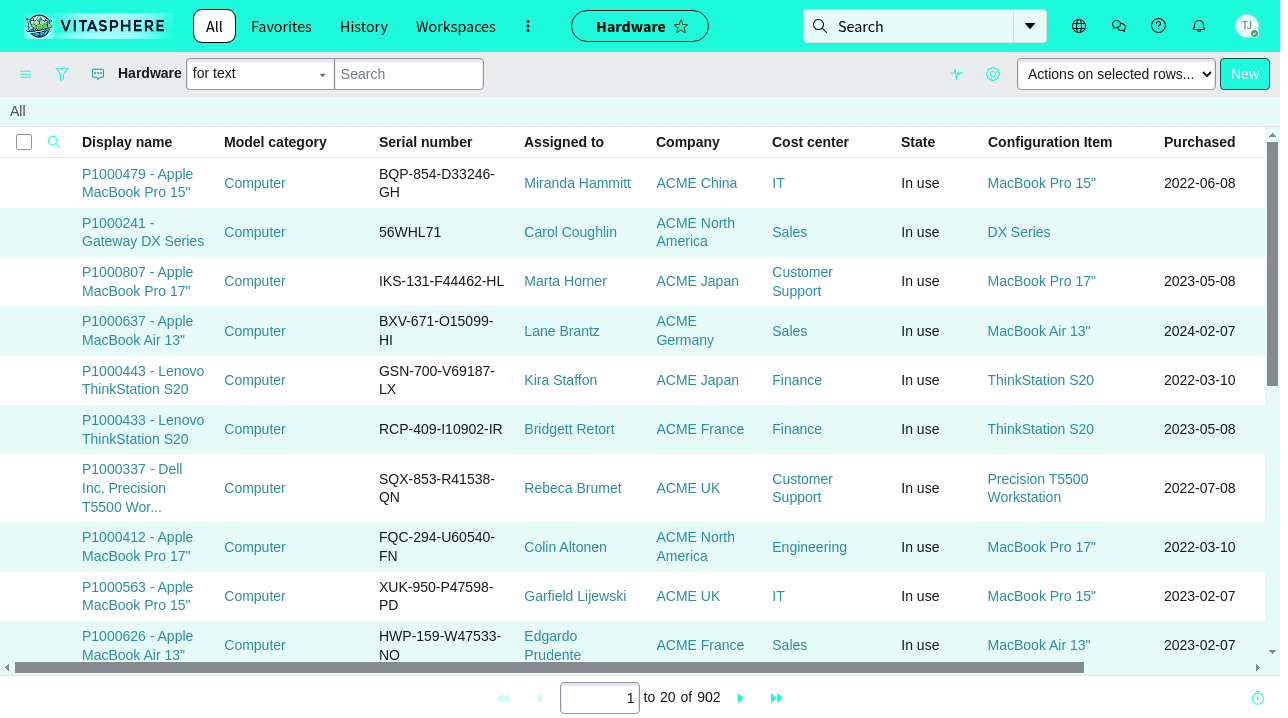 VITASPHERE
All Favorites History Workspaces Hardware Search TJ
Hardware for text Search Actions on selected rows... New
All
Display name Model category Serial number Assigned to Company Cost center State Configuration Item Purchased
P1000479 - Apple MacBook Pro 15" Computer BQP-854-D33246-GH Miranda Hammitt ACME China IT In use MacBook Pro 15" 2022-06-08
P1000241 - Gateway DX Series Computer 56WHL71 Carol Coughlin ACME North America Sales In use DX Series
P1000807 - Apple MacBook Pro 17" Computer IKS-131-F44462-HL Marta Horner ACME Japan Customer Support In use MacBook Pro 17" 2023-05-08
P1000637 - Apple MacBook Air 13" Computer BXV-671-O15099-HI Lane Brantz ACME Germany Sales In use MacBook Air 13" 2024-02-07
P1000443 - Lenovo ThinkStation S20 Computer GSN-700-V69187-LX Kira Staffon ACME Japan Finance In use ThinkStation S20 2022-03-10
P1000433 - Lenovo ThinkStation S20 Computer RCP-409-I10902-IR Bridgett Retort ACME France Finance In use ThinkStation S20 2023-05-08
P1000337 - Dell Inc. Precision T5500 Wor... Computer SQX-853-R41538-QN Rebeca Brumet ACME UK Customer Support In use Precision T5500 Workstation 2022-07-08
P1000412 - Apple MacBook Pro 17" Computer FQC-294-U60540-FN Colin Altonen ACME North America Engineering In use MacBook Pro 17" 2022-03-10
P1000563 - Apple MacBook Pro 15" Computer XUK-950-P47598-PD Garfield Lijewski ACME UK IT In use MacBook Pro 15" 2023-02-07
P1000626 - Apple MacBook Air 13" Computer HWP-159-W47533-NO Edgardo Prudente ACME France Sales In use MacBook Air 13" 2023-02-07
1 to 20 of 902